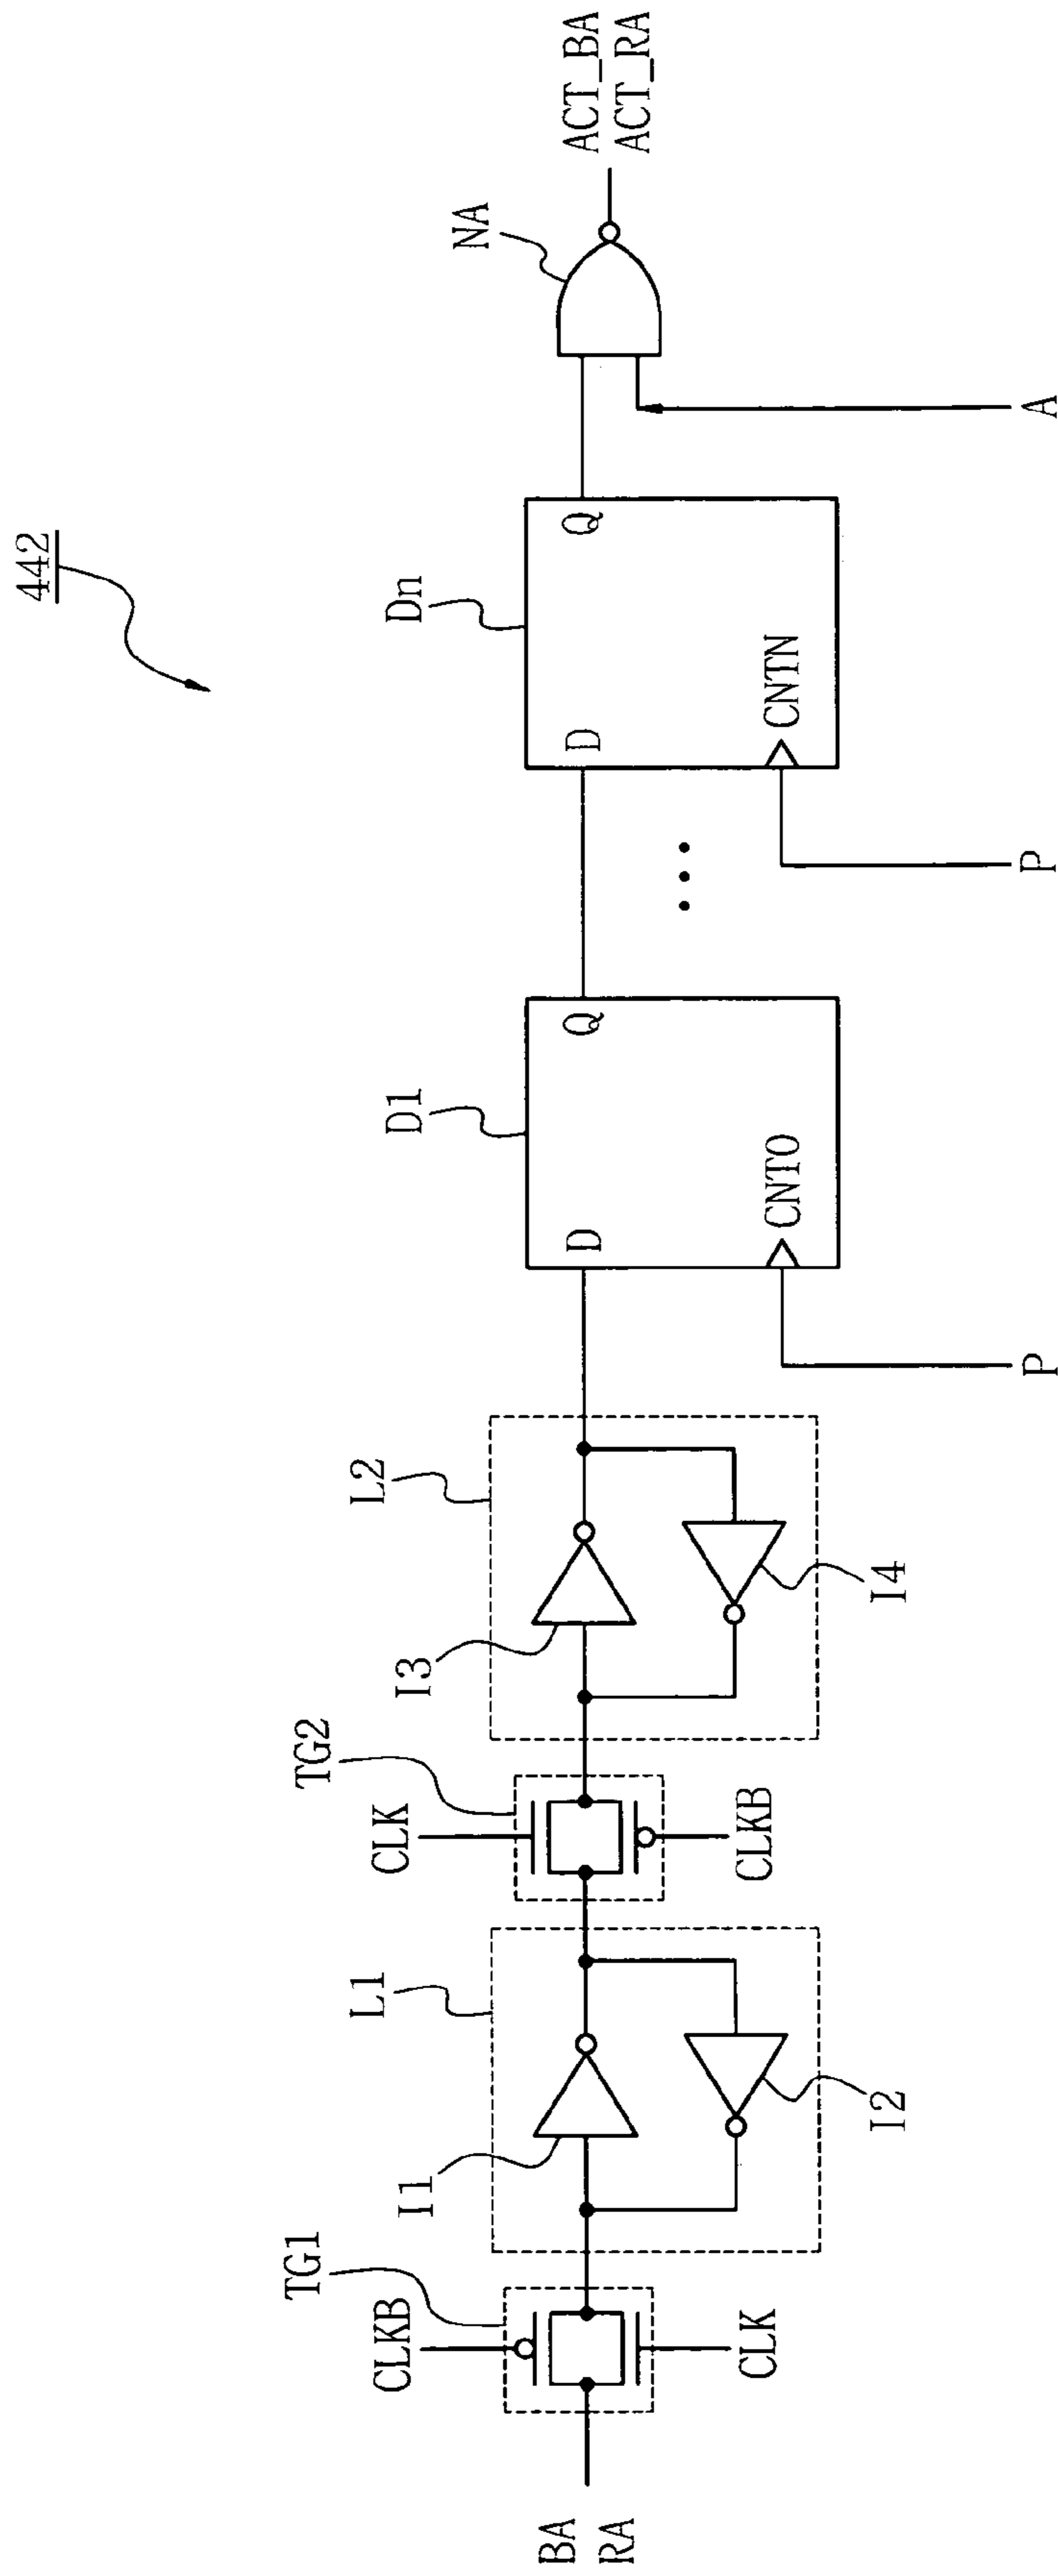 442
BA
RA
TG1
CLKB
CLK
L1
I1
I2
TG2
CLK
CLKB
L2
I3
I4
D1
D
Q
CNT0
P
Dn
D
Q
CNTN
P
NA
A
ACT_BA
ACT_RA